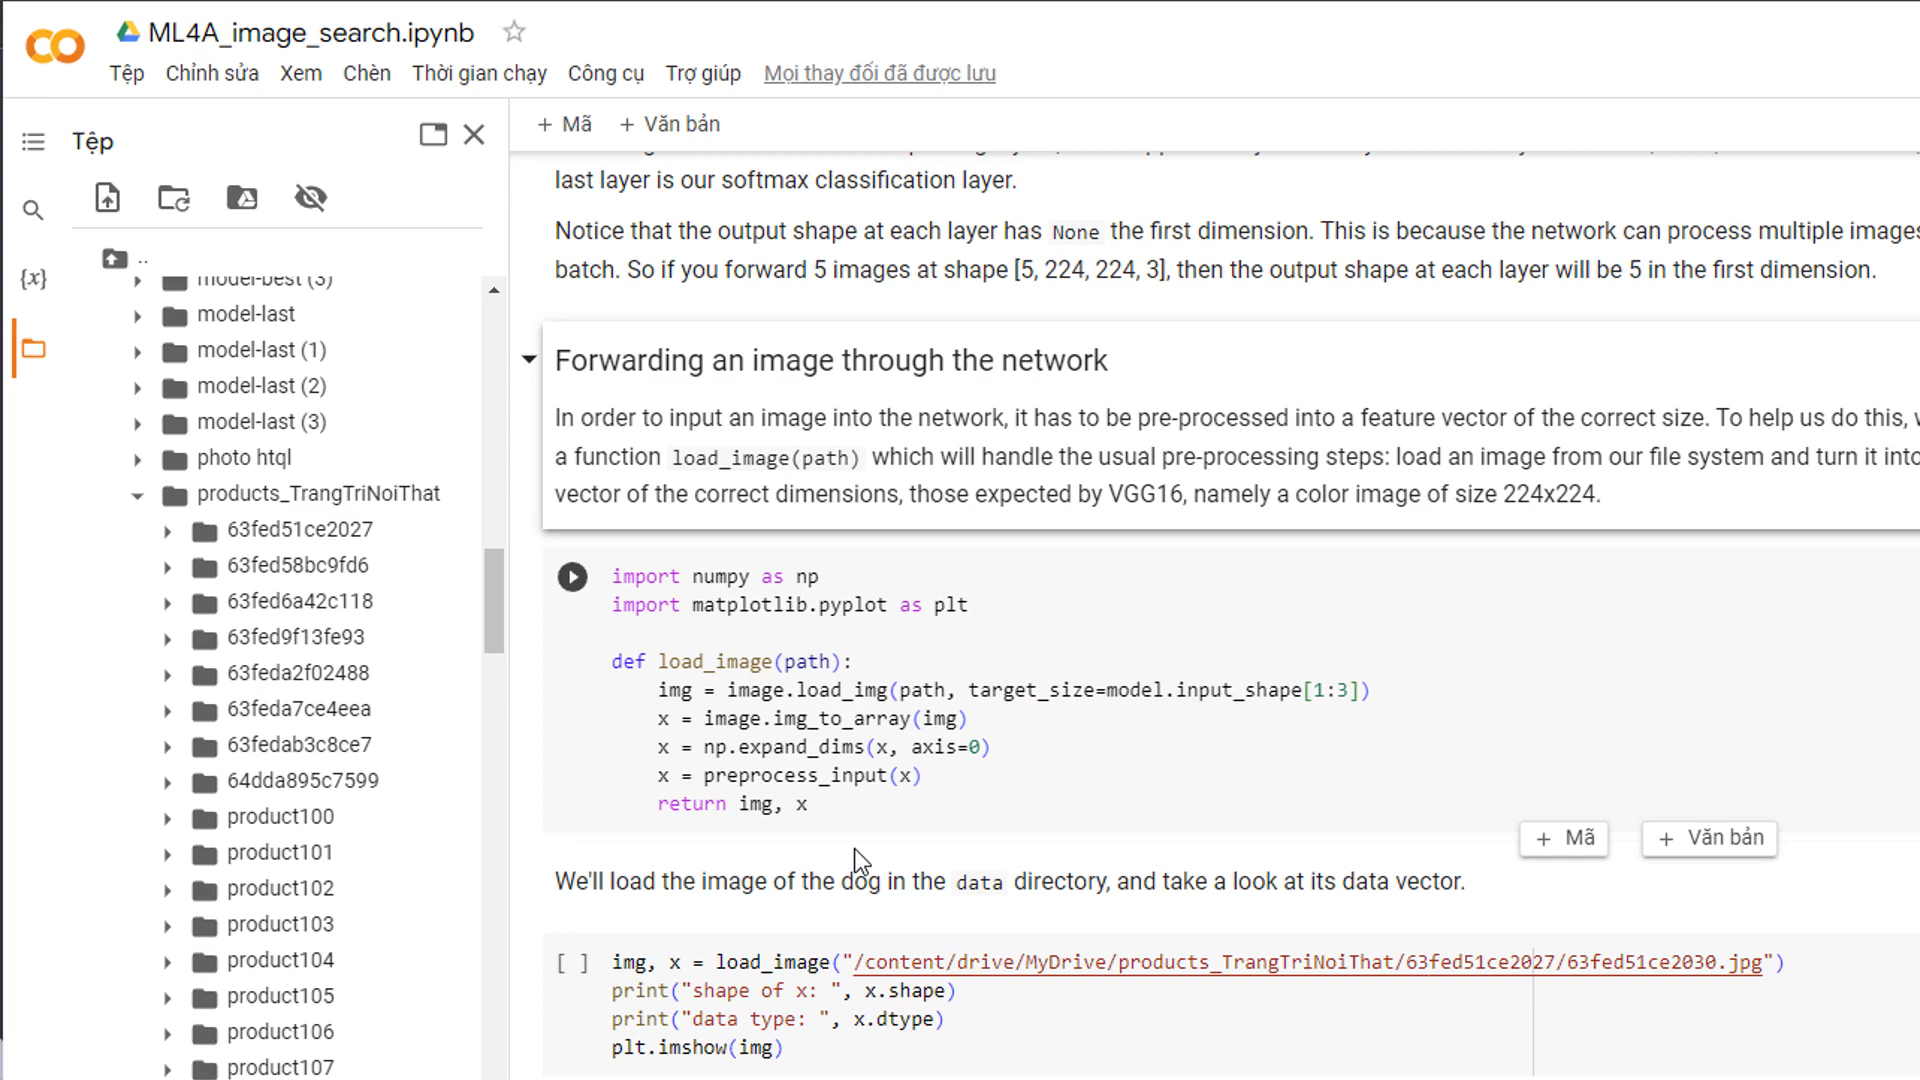 ML4A_image_search.ipynb
Tệp Chỉnh sửa Xem Chèn Thời gian chạy Công cụ Trợ giúp Mọi thay đổi đã được lưu
Tệp
+ Mã + Văn bản
..
model-best (3)
model-last
model-last (1)
model-last (2)
model-last (3)
photo htql
products_TrangTriNoiThat
63fed51ce2027
63fed58bc9fd6
63fed6a42c118
63fed9f13fe93
63feda2f02488
63feda7ce4eea
63fedab3c8ce7
64dda895c7599
product100
product101
product102
product103
product104
product105
product106
product107
last layer is our softmax classification layer.
Notice that the output shape at each layer has None the first dimension. This is because the network can process multiple images
batch. So if you forward 5 images at shape [5, 224, 224, 3], then the output shape at each layer will be 5 in the first dimension.
Forwarding an image through the network
In order to input an image into the network, it has to be pre-processed into a feature vector of the correct size. To help us do this,
a function load_image(path) which will handle the usual pre-processing steps: load an image from our file system and turn it into
vector of the correct dimensions, those expected by VGG16, namely a color image of size 224x224.
import numpy as np
import matplotlib.pyplot as plt
def load_image(path):
img = image.load_img(path, target_size=model.input_shape[1:3])
x = image.img_to_array(img)
x = np.expand_dims(x, axis=0)
x = preprocess_input(x)
return img, x
+ Mã + Văn bản
We'll load the image of the dog in the data directory, and take a look at its data vector.
[ ] img, x = load_image("/content/drive/MyDrive/products_TrangTriNoiThat/63fed51ce2027/63fed51ce2030.jpg")
print("shape of x: ", x.shape)
print("data type: ", x.dtype)
plt.imshow(img)